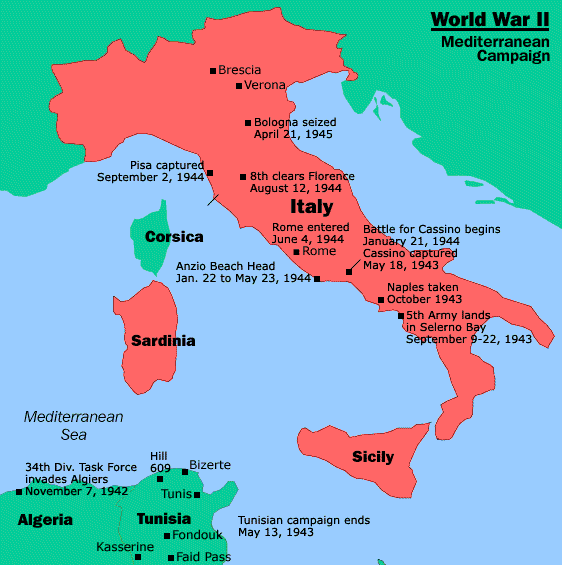 World War II
Mediterranean
Campaign
Brescia
Verona
Bologna seized
April 21, 1945
Pisa captured
September 2, 1944
8th clears Florence
August 12, 1944
Italy
Corsica
Rome entered
June 4, 1944
Rome
Battle for Cassino begins
January 21, 1944
Cassino captured
May 18, 1943
Anzio Beach Head
Jan. 22 to May 23, 1944
Naples taken
October 1943
5th Army lands
in Selerno Bay
September 9-22, 1943
Sardinia
Mediterranean
Sea
Sicily
34th Div. Task Force
invades Algiers
November 7, 1942
Hill
609
Bizerte
Tunis
Algeria
Tunisia
Tunisian campaign ends
May 13, 1943
Fondouk
Kasserine
Faid Pass